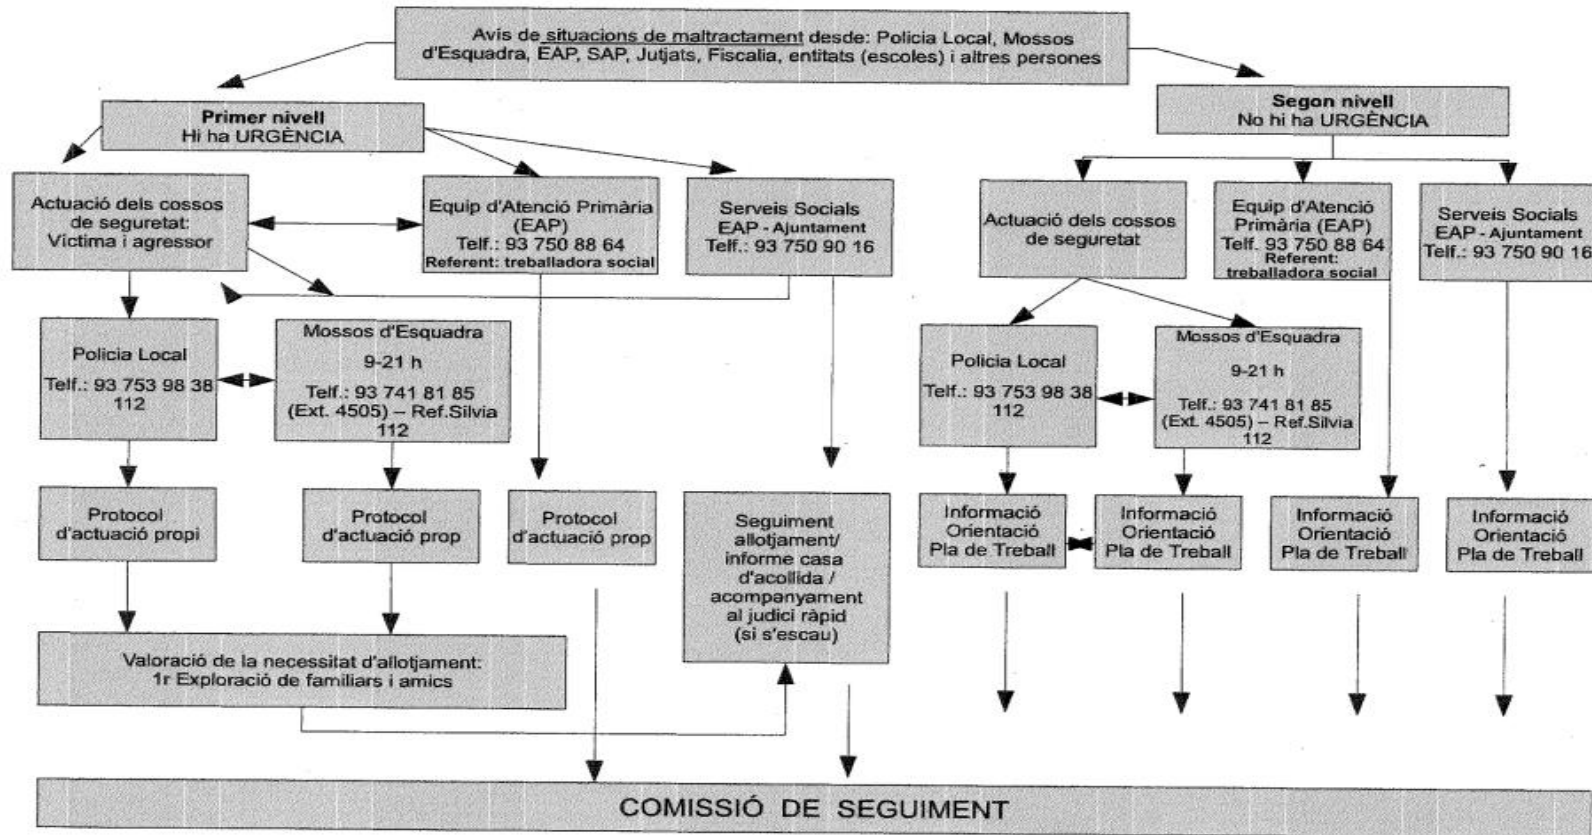 Avís de situacions de maltractament desde: Policia Local, Mossos
d'Esquadra, EAP, SAP, Jutjats, Fiscalia, entitats (escoles) i altres persones
Primer nivell
Hi ha URGÈNCIA
Segon nivell
No hi ha URGÈNCIA
Actuació dels cossos
de seguretat:
Víctima i agressor
Equip d'Atenció Primària
(EAP)
Telf.: 93 750 88 64
Referent: treballadora social
Serveis Socials
EAP - Ajuntament
Telf.: 93 750 90 16
Actuació dels cossos
de seguretat
Equip d'Atenció
Primària (EAP)
Telf. 93 750 88 64
Referent:
treballadora social
Serveis Socials
EAP - Ajuntament
Telf.: 93 750 90 16
Policia Local
Telf.: 93 753 98 38
112
Mossos d'Esquadra
9-21 h
Telf.: 93 741 81 85
(Ext. 4505) – Ref.Silvia
112
Policia Local
Telf.: 93 753 98 38
112
Mossos d'Esquadra
9-21 h
Telf.: 93 741 81 85
(Ext. 4505) – Ref.Silvia
112
Protocol
d'actuació propi
Protocol
d'actuació prop
Protocol
d'actuació prop
Seguiment
allotjament/
informe casa
d'acollida /
acompanyament
al judici ràpid
(si s'escau)
Informació
Orientació
Pla de Treball
Informació
Orientació
Pla de Treball
Informació
Orientació
Pla de Treball
Informació
Orientació
Pla de Treball
Valoració de la necessitat d'allotjament:
1r Exploració de familiars i amics
COMISSIÓ DE SEGUIMENT